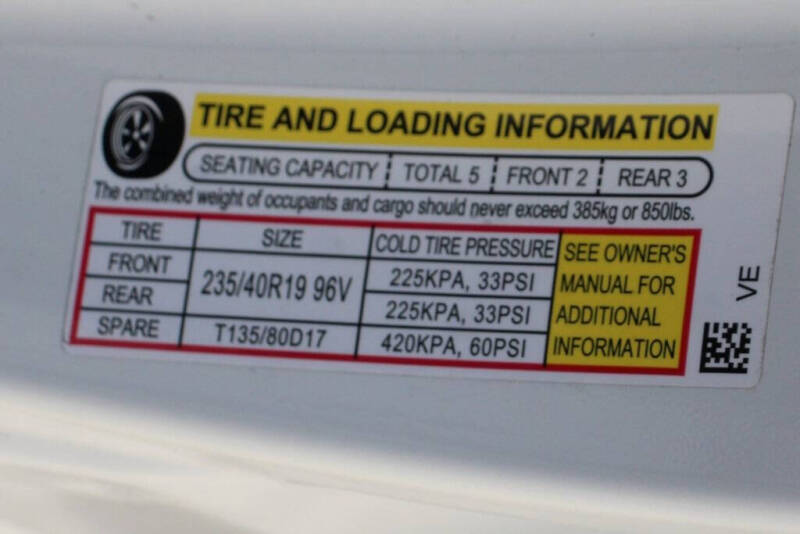 TIRE AND LOADING INFORMATION
SEATING CAPACITY TOTAL 5 FRONT 2 REAR 3
The combined weight of occupants and cargo should never exceed 385kg or 850lbs.
TIRE SIZE COLD TIRE PRESSURE
FRONT 235/40R19 96V 225KPA, 33PSI
REAR 225KPA, 33PSI
SPARE T135/80D17 420KPA, 60PSI
SEE OWNER'S
MANUAL FOR
ADDITIONAL
INFORMATION
VE